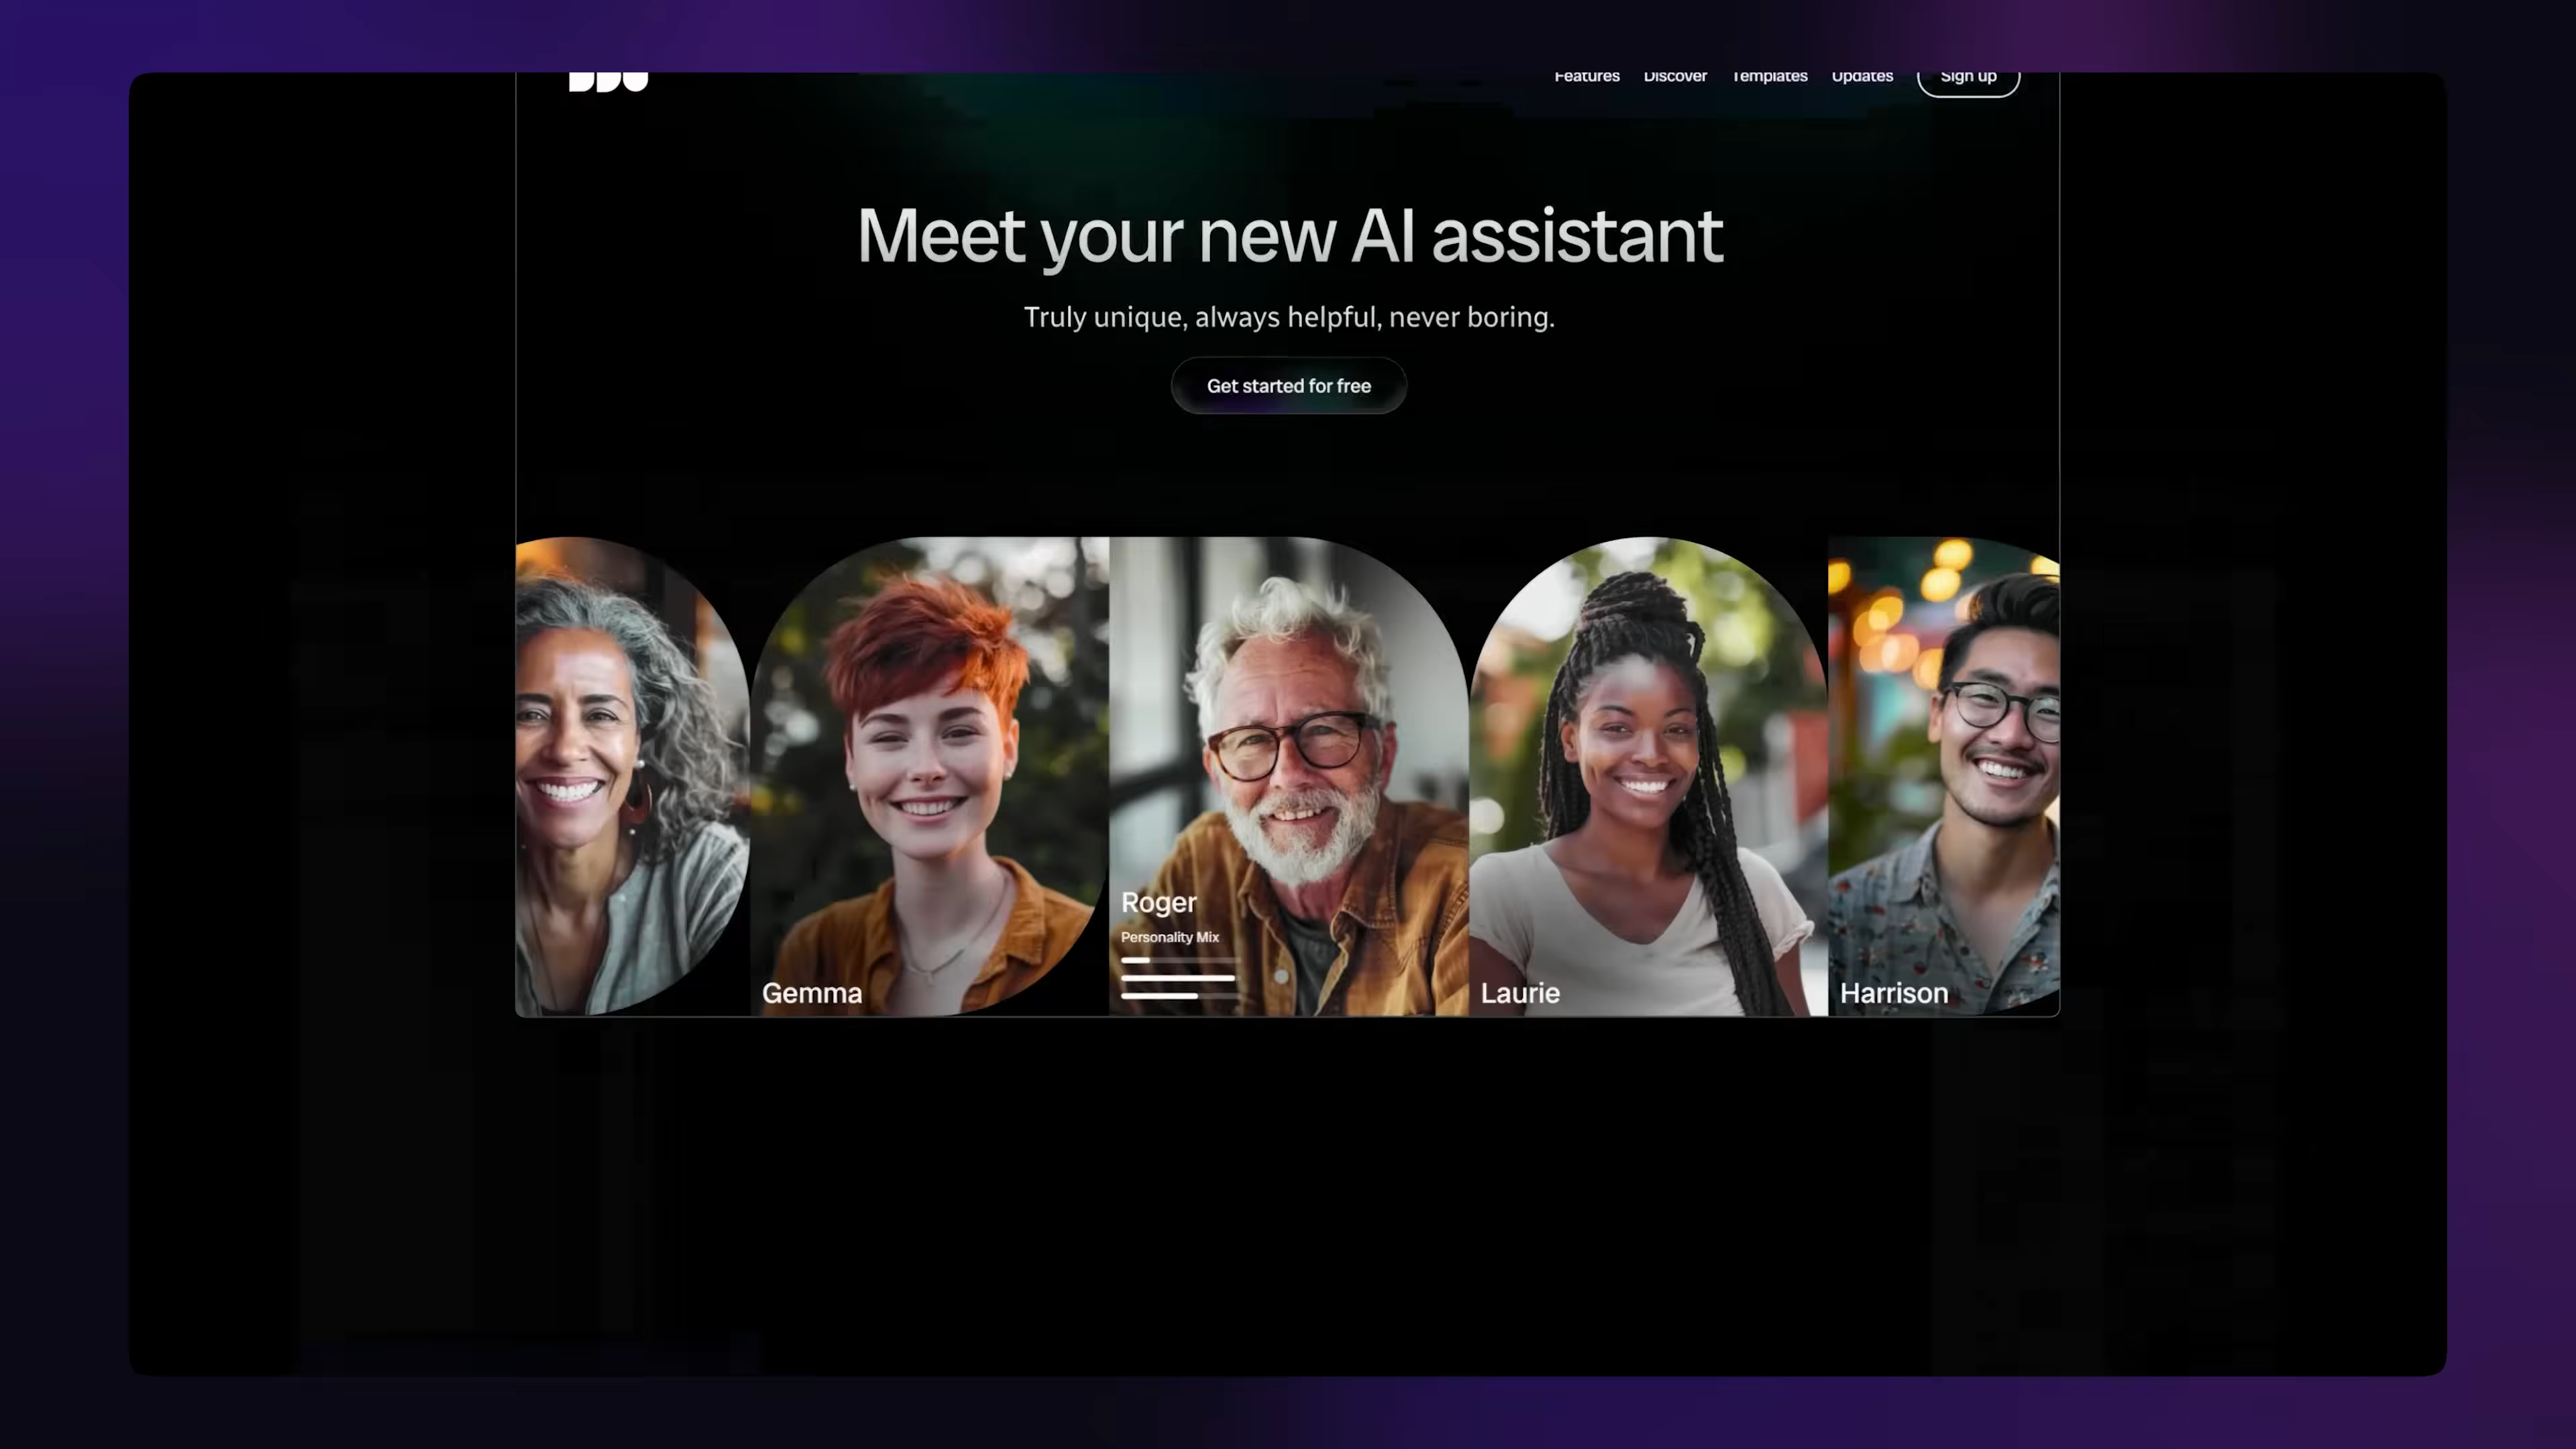 Features Discover Templates Updates Sign up
Meet your new AI assistant
Truly unique, always helpful, never boring.
Get started for free
Gemma
Roger
Personality Mix
Laurie
Harrison